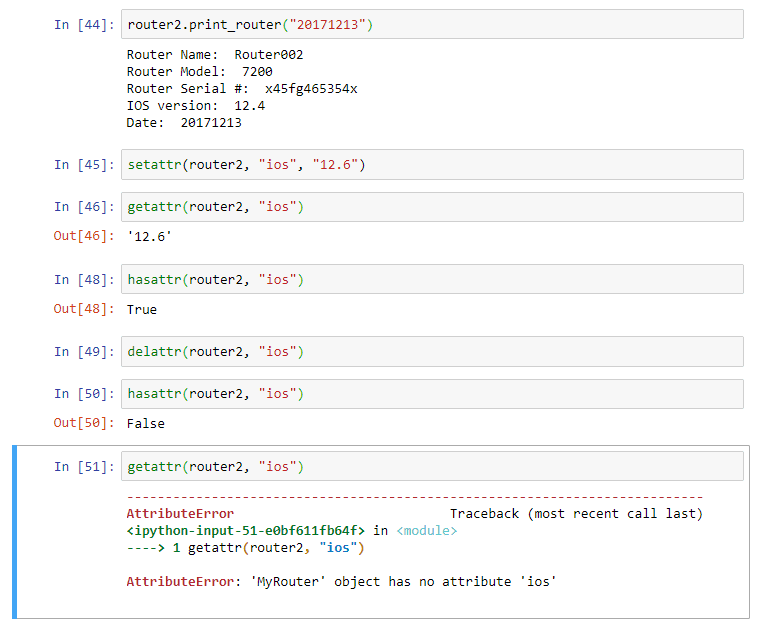 In [44]: router2.print_router("20171213")
Router Name:  Router002
Router Model:  7200
Router Serial #:  x45fg465354x
IOS version:  12.4
Date:  20171213
In [45]: setattr(router2, "ios", "12.6")
In [46]: getattr(router2, "ios")
Out[46]: '12.6'
In [48]: hasattr(router2, "ios")
Out[48]: True
In [49]: delattr(router2, "ios")
In [50]: hasattr(router2, "ios")
Out[50]: False
In [51]: getattr(router2, "ios")
---------------------------------------------------------------------------
AttributeError                            Traceback (most recent call last)
<ipython-input-51-e0bf611fb64f> in <module>
----> 1 getattr(router2, "ios")
AttributeError: 'MyRouter' object has no attribute 'ios'